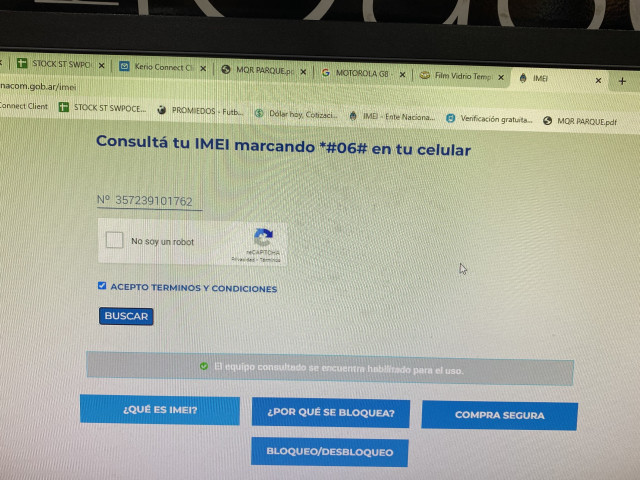 STOCK ST SWPO
Kerio Connect Cl
MQR PARQUE.pc
MOTOROLA G8 -
Film Vidrio Templ
IMEI
nacom.gob.ar/imei
Connect Client
STOCK ST SWPOCE...
PROMIEDOS - Futb...
Dólar hoy, Cotizaci...
IMEI - Ente Naciona...
Verificación gratuita...
MQR PARQUE.pdf
Consultá tu IMEI marcando *#06# en tu celular
Nº 357239101762
No soy un robot
reCAPTCHA
Privacidad - Términos
ACEPTO TERMINOS Y CONDICIONES
BUSCAR
El equipo consultado se encuentra habilitado para el uso.
¿QUÉ ES IMEI?
¿POR QUÉ SE BLOQUEA?
COMPRA SEGURA
BLOQUEO/DESBLOQUEO